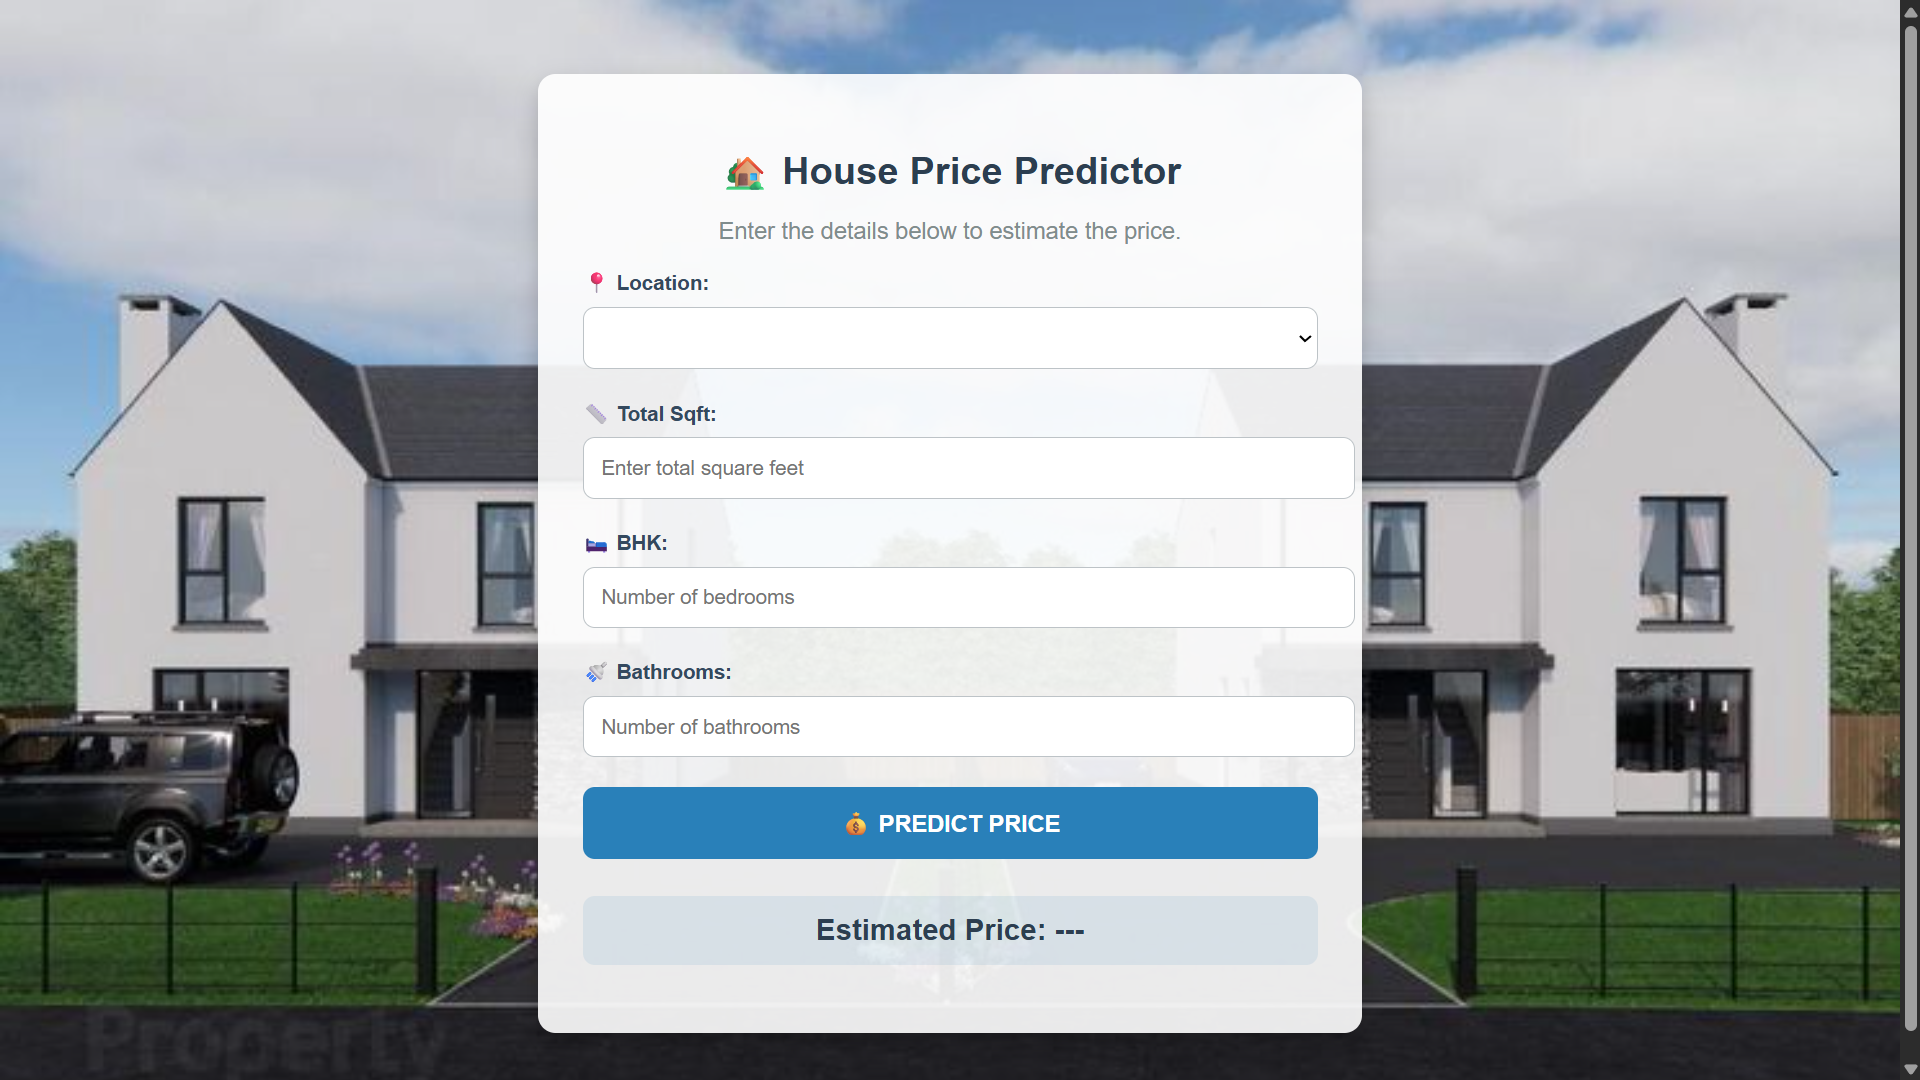 🏡 House Price Predictor
Enter the details below to estimate the price.
📍 Location:
📏 Total Sqft:
Enter total square feet
🛏️ BHK:
Number of bedrooms
🚿 Bathrooms:
Number of bathrooms
💰 PREDICT PRICE
Estimated Price: ---
Property